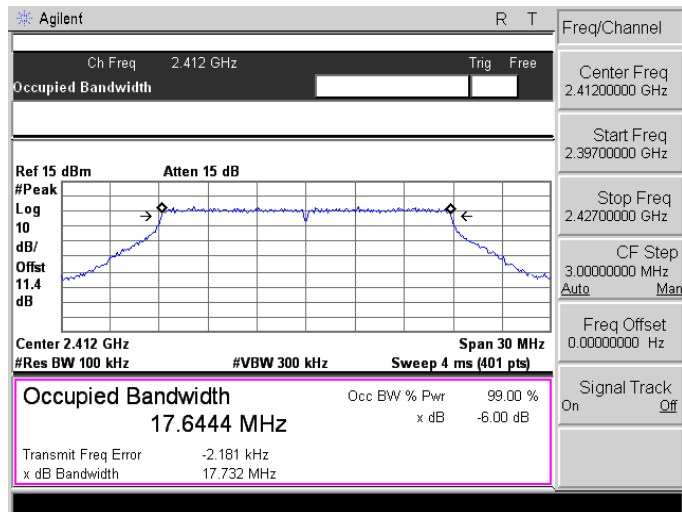 Agilent R T
Ch Freq 2.412 GHz Trig Free
Occupied Bandwidth
Ref 15 dBm Atten 15 dB
#Peak
Log
10
dB/
Offst
11.4
dB
Center 2.412 GHz Span 30 MHz
#Res BW 100 kHz #VBW 300 kHz Sweep 4 ms (401 pts)
Occupied Bandwidth Occ BW % Pwr 99.00 %
17.6444 MHz x dB -6.00 dB
Transmit Freq Error -2.181 kHz
x dB Bandwidth 17.732 MHz
Freq/Channel
Center Freq
2.41200000 GHz
Start Freq
2.39700000 GHz
Stop Freq
2.42700000 GHz
CF Step
3.00000000 MHz
Auto Man
Freq Offset
0.00000000 Hz
Signal Track
On Off